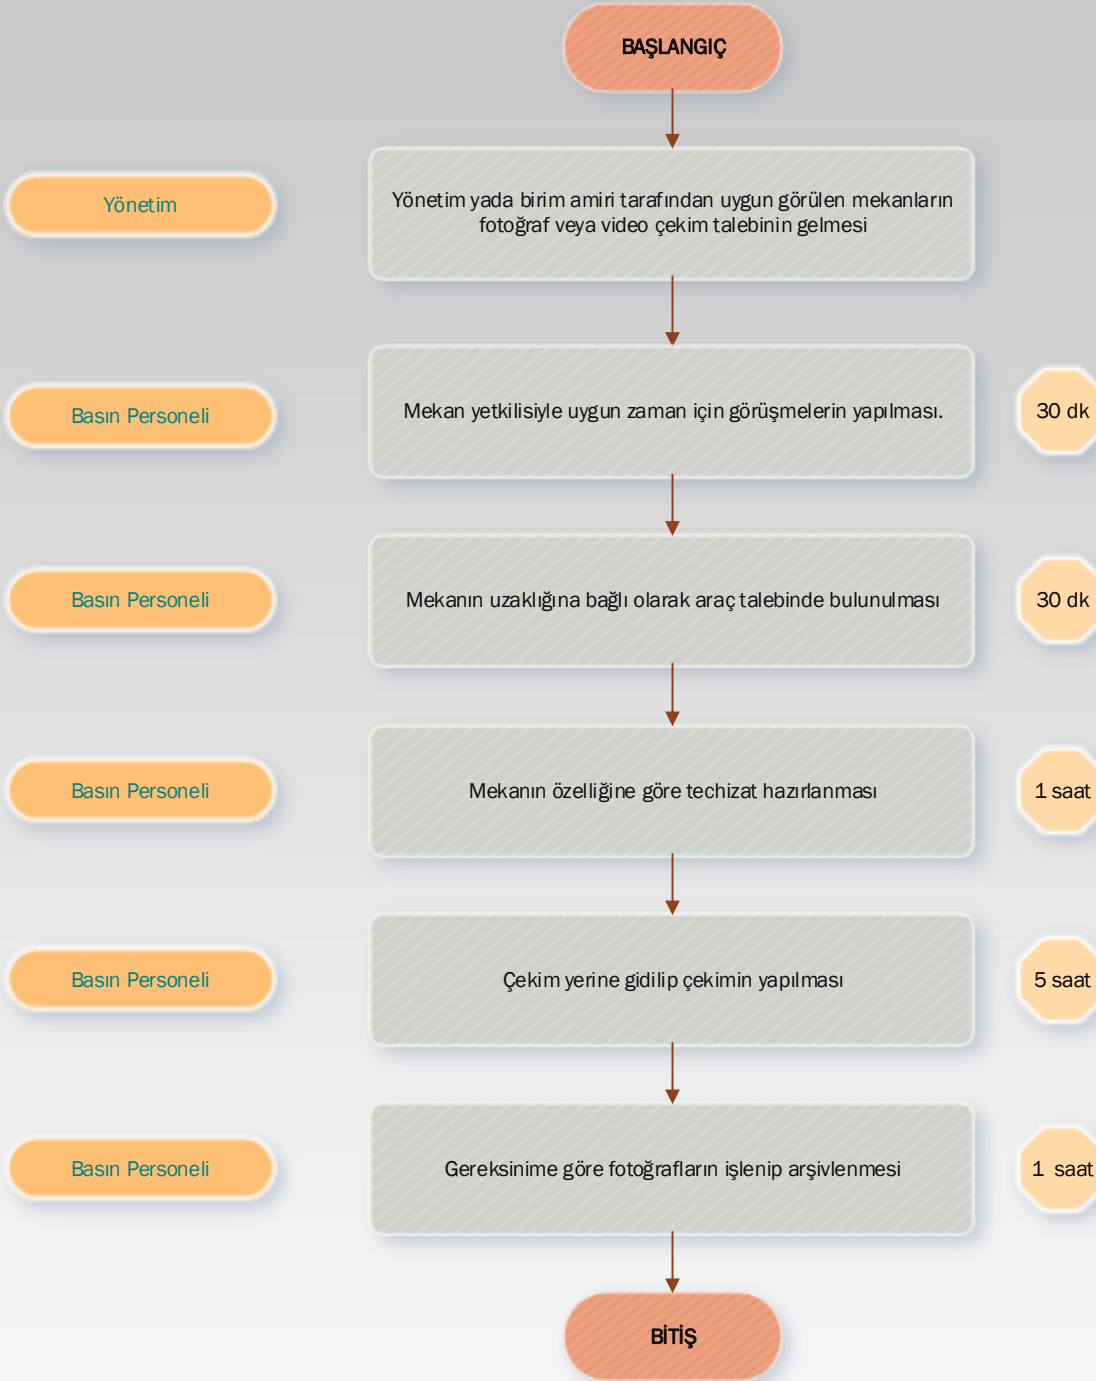 BAŞLANGIÇ
Yönetim
Yönetim yada birim amiri tarafından uygun görülen mekanların
fotoğraf veya video çekim talebinin gelmesi
Basın Personeli
Mekan yetkilisiyle uygun zaman için görüşmelerin yapılması.
30 dk
Basın Personeli
Mekanın uzaklığına bağlı olarak araç talebinde bulunulması
30 dk
Basın Personeli
Mekanın özelliğine göre techizat hazırlanması
1 saat
Basın Personeli
Çekim yerine gidilip çekimin yapılması
5 saat
Basın Personeli
Gereksinime göre fotoğrafların işlenip arşivlenmesi
1 saat
BİTİŞ